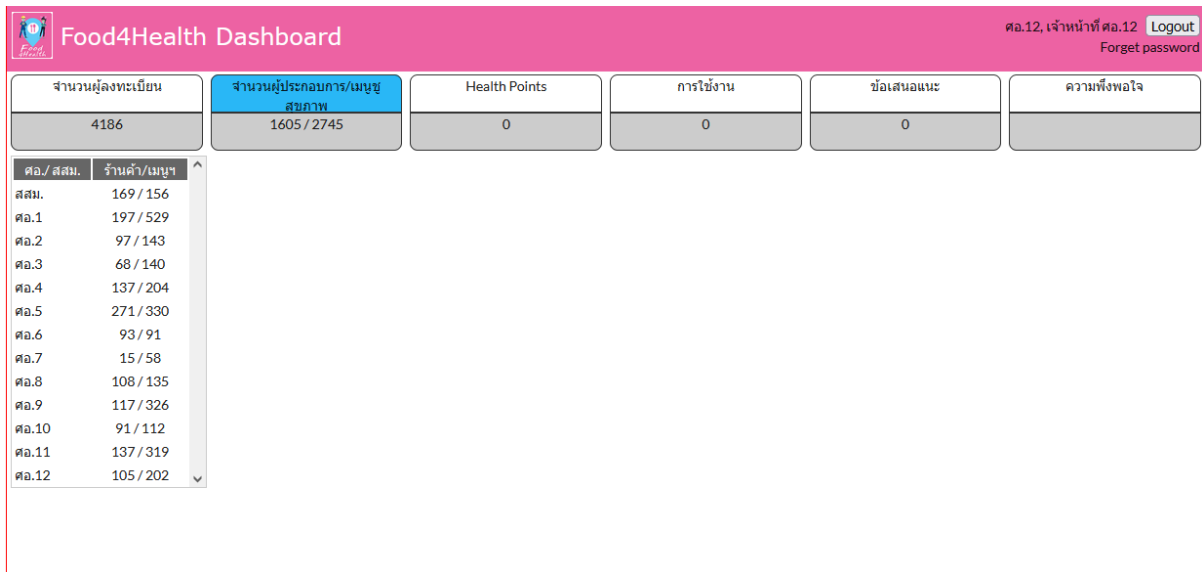 Food4Health Dashboard
ศอ.12, เจ้าหน้าที่ ศอ.12 Logout
Forget password
จำนวนผู้ลงทะเบียน
4186
จำนวนผู้ประกอบการ/เมนูชู
สุขภาพ
1605 / 2745
Health Points
0
การใช้งาน
0
ข้อเสนอแนะ
0
ความพึงพอใจ
ศอ./ สสม. ร้านค้า/เมนูฯ
สสม. 169 / 156
ศอ.1 197 / 529
ศอ.2 97 / 143
ศอ.3 68 / 140
ศอ.4 137 / 204
ศอ.5 271 / 330
ศอ.6 93 / 91
ศอ.7 15 / 58
ศอ.8 108 / 135
ศอ.9 117 / 326
ศอ.10 91 / 112
ศอ.11 137 / 319
ศอ.12 105 / 202